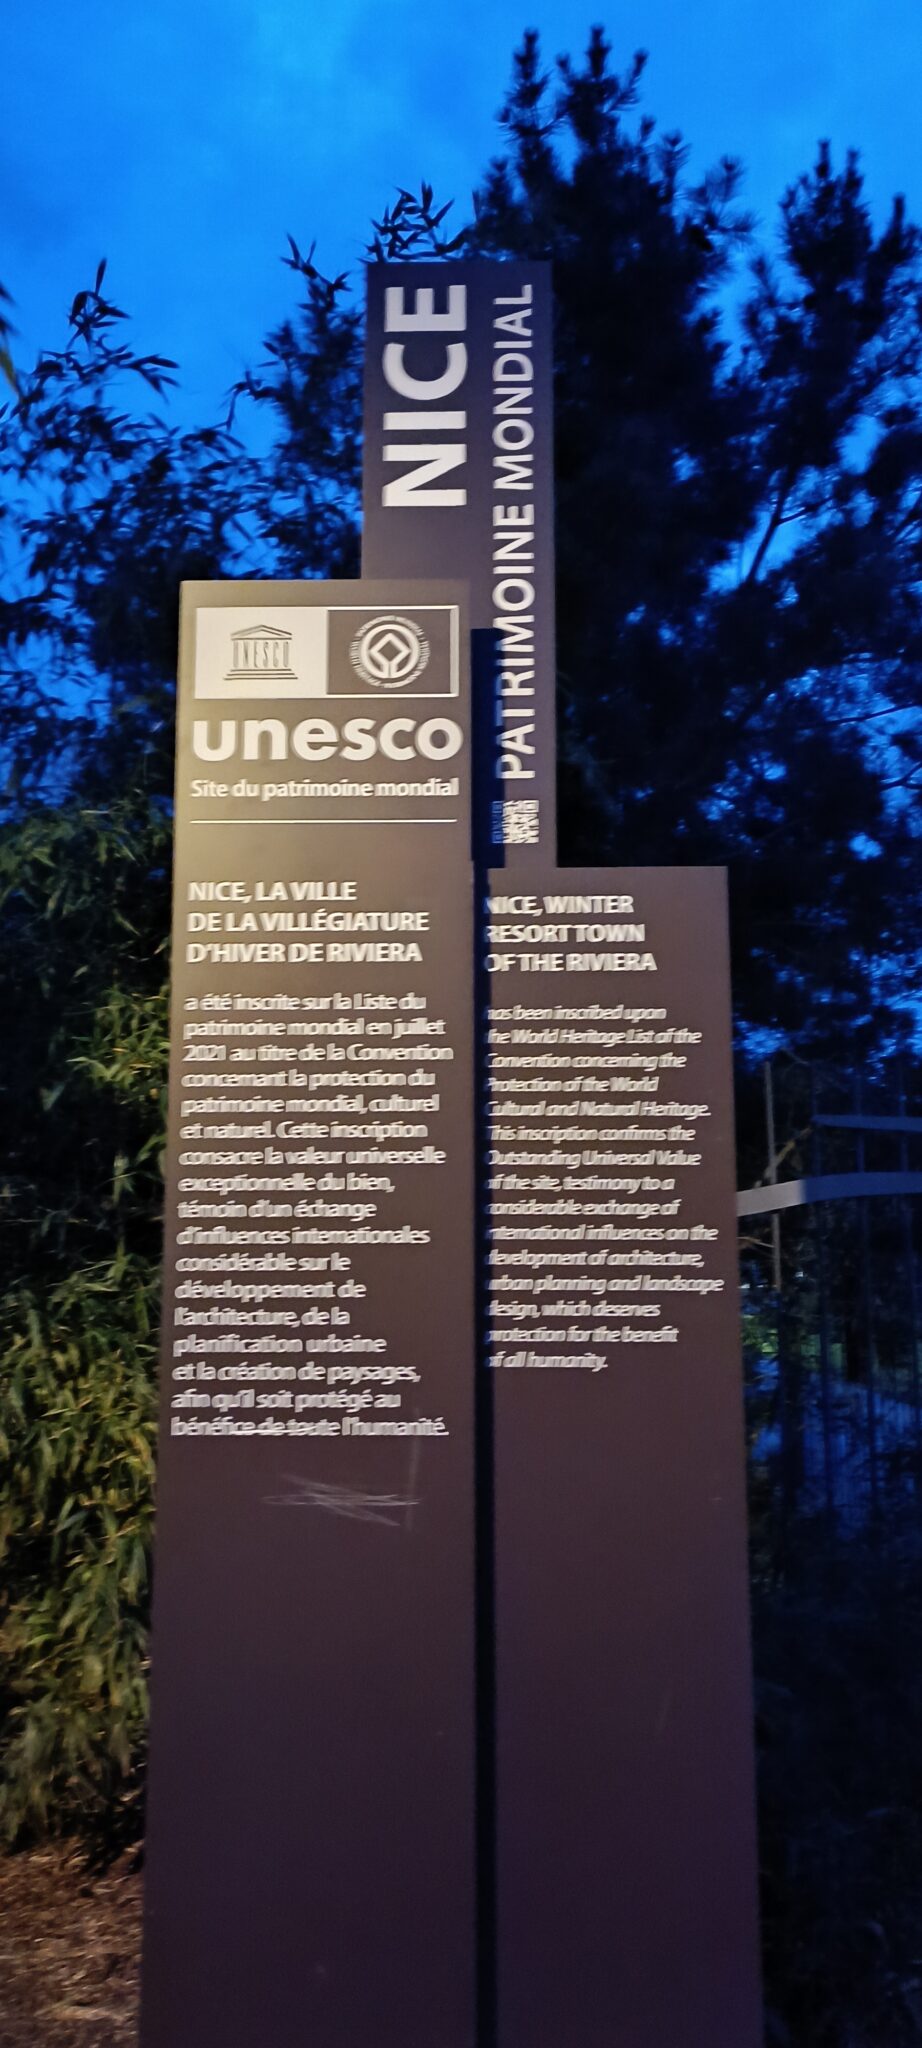 NICE
PATRIMOINE MONDIAL
UNESCO
unesco
Site du patrimoine mondial
NICE, LA VILLE
DE LA VILLÉGIATURE
D'HIVER DE RIVIERA
a été inscrite sur la Liste du
patrimoine mondial en juillet
2021 au titre de la Convention
concernant la protection du
patrimoine mondial, culturel
et naturel. Cette inscription
consacre la valeur universelle
exceptionnelle du bien,
témoin d'un échange
d'influences internationales
considérable sur le
développement de
l'architecture, de la
planification urbaine
et la création de paysages,
afin qu'il soit protégé au
bénéfice de toute l'humanité.
NICE, WINTER
RESORT TOWN
OF THE RIVIERA
has been inscribed upon
the World Heritage List of the
Convention concerning the
Protection of the World
Cultural and Natural Heritage.
This inscription confirms the
Outstanding Universal Value
of the site, testimony to a
considerable exchange of
international influences on the
development of architecture,
urban planning and landscape
design, which deserves
protection for the benefit
of all humanity.